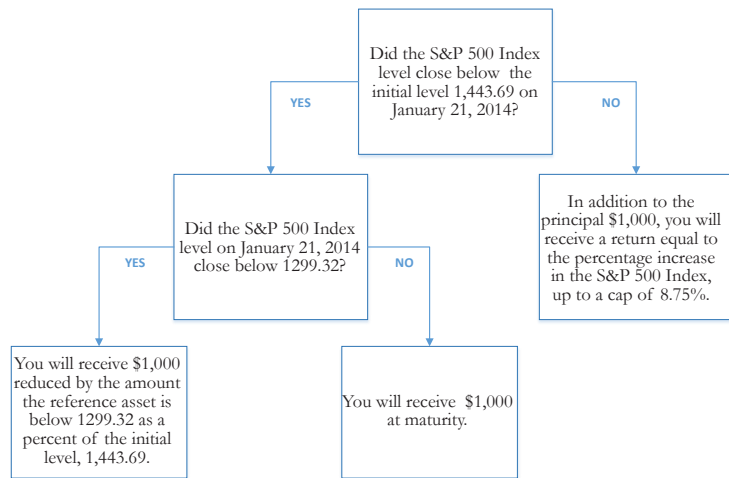 Did the S&P 500 Index
level close below the
initial level 1,443.69 on
January 21, 2014?
YES
NO
Did the S&P 500 Index
level on January 21, 2014
close below 1299.32?
In addition to the
principal $1,000, you will
receive a return equal to
the percentage increase
in the S&P 500 Index,
up to a cap of 8.75%.
YES
NO
You will receive $1,000
reduced by the amount
the reference asset is
below 1299.32 as a
percent of the initial
level, 1,443.69.
You will receive $1,000
at maturity.